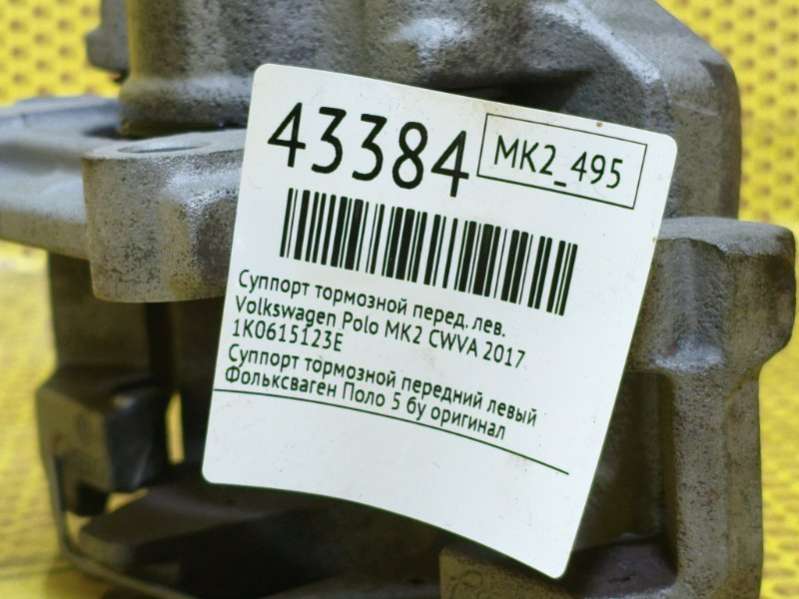 43384
MK2_495
Суппорт тормозной перед. лев.
Volkswagen Polo MK2 CWVA 2017
1K0615123E
Суппорт тормозной передний левый
Фольксваген Поло 5 бу оригинал